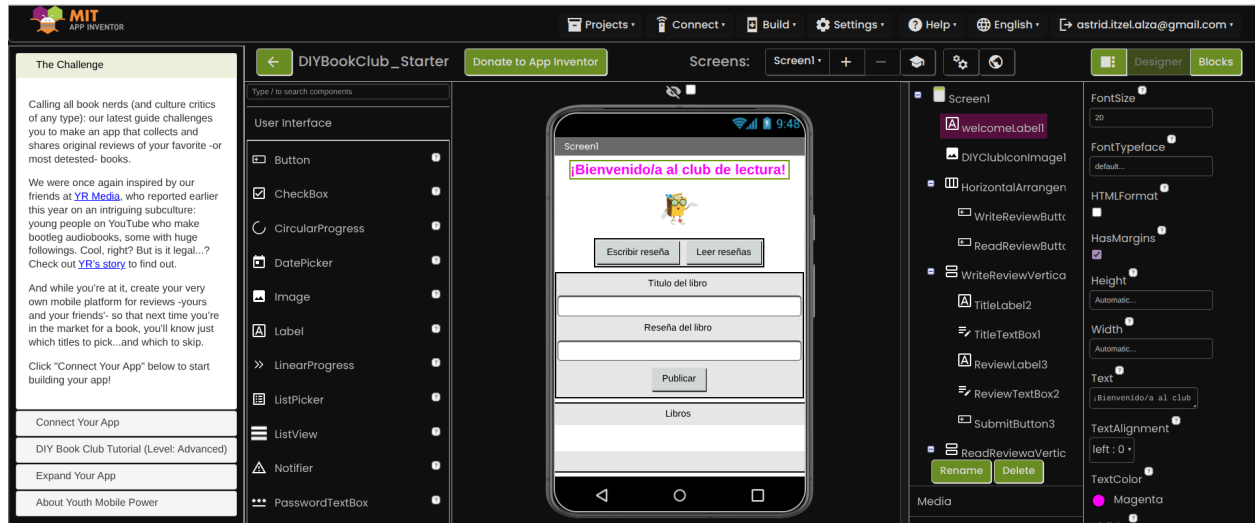 MIT
APP INVENTOR
Projects
Connect
Build
Settings
Help
English
astrid.itzel.alza@gmail.com
The Challenge
Calling all book nerds (and culture critics
of any type): our latest guide challenges
you to make an app that collects and
shares original reviews of your favorite -or
most detested- books.
We were once again inspired by our
friends at YR Media, who reported earlier
this year on an intriguing subculture:
young people on YouTube who make
bootleg audiobooks, some with huge
followings. Cool, right? But is it legal...?
Check out YR's story to find out.
And while you're at it, create your very
own mobile platform for reviews -yours
and your friends'- so that next time you're
in the market for a book, you'll know just
which titles to pick...and which to skip.
Click "Connect Your App" below to start
building your app!
Connect Your App
DIY Book Club Tutorial (Level: Advanced)
Expand Your App
About Youth Mobile Power
DIYBookClub_Starter
Donate to App Inventor
Screens:
Screen1
Designer
Blocks
Type / to search components
User Interface
Button
CheckBox
CircularProgress
DatePicker
Image
Label
LinearProgress
ListPicker
ListView
Notifier
PasswordTextBox
9:48
Screen1
¡Bienvenido/a al club de lectura!
Escribir reseña
Leer reseñas
Titulo del libro
Reseña del libro
Publicar
Libros
Screen1
welcomeLabel1
DIYClubIconImage1
HorizontalArrangen
WriteReviewButtc
ReadReviewButtc
WriteReviewVertica
TitleLabel2
TitleTextBox1
ReviewLabel3
ReviewTextBox2
SubmitButton3
ReadReviewaVertic
Rename
Delete
Media
FontSize
20
FontTypeface
default...
HTMLFormat
HasMargins
Height
Automatic...
Width
Automatic...
Text
¡Bienvenido/a al club
TextAlignment
left : 0
TextColor
Magenta